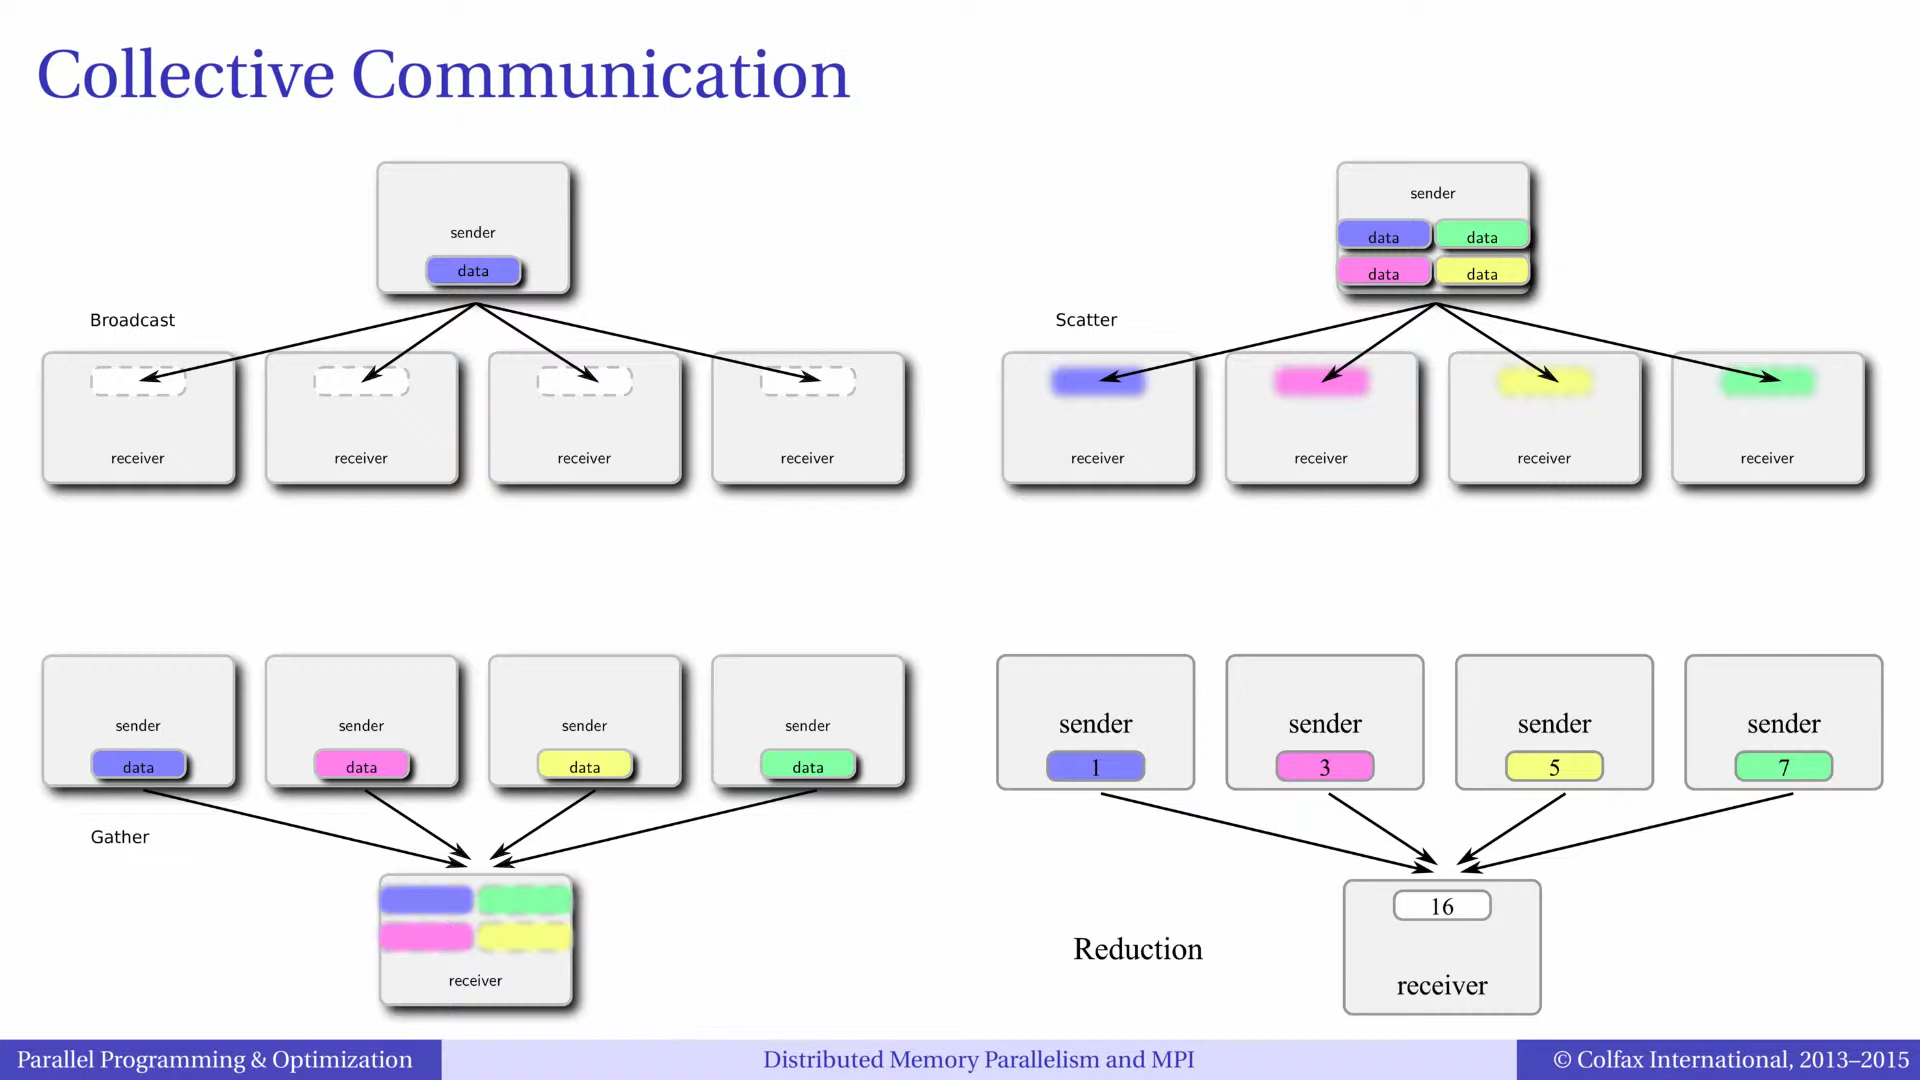 Collective Communication
sender
data
Broadcast
receiver receiver receiver receiver
sender
data data
data data
Scatter
receiver receiver receiver receiver
sender sender sender sender
data data data data
Gather
receiver
sender sender sender sender
1 3 5 7
16
Reduction
receiver
Parallel Programming & Optimization Distributed Memory Parallelism and MPI © Colfax International, 2013–2015